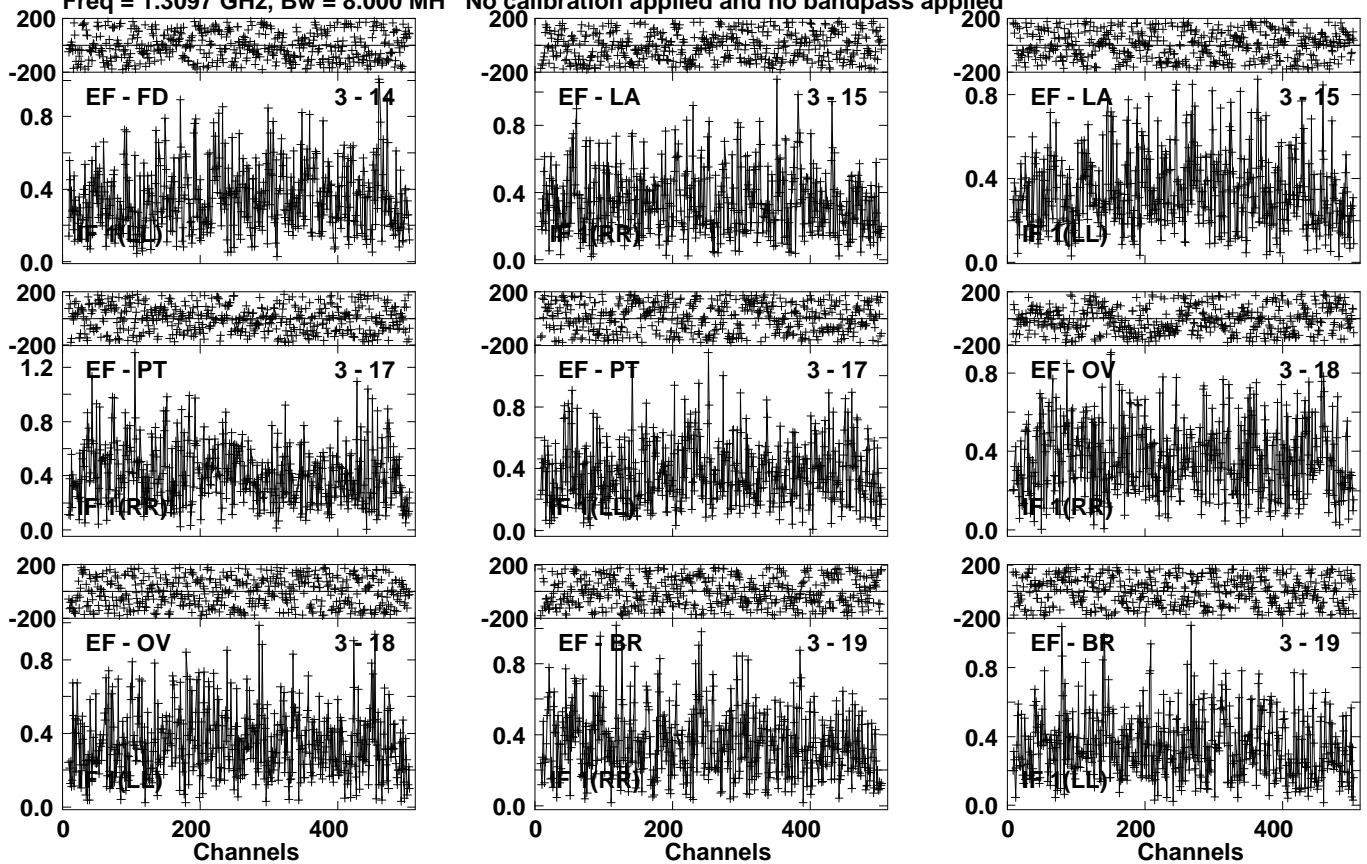 Freq = 1.3097 GHz, Bw = 8.000 MH No calibration applied and no bandpass applied
200 200 200
-200 -200 -200
EF - FD 3 - 14 EF - LA 3 - 15 EF - LA 3 - 15
0.8 0.8 0.8
0.4 0.4 0.4
IF 1(LL) IF 1(RR) IF 1(LL)
0.0 0.0 0.0
200 200 200
-200 -200 -200
EF - PT 3 - 17 EF - PT 3 - 17 EF - OV 3 - 18
1.2
0.8 0.8 0.8
0.4 0.4 0.4
IF 1(RR) IF 1(LL) IF 1(RR)
0.0 0.0 0.0
200 200 200
-200 -200 -200
EF - OV 3 - 18 EF - BR 3 - 19 EF - BR 3 - 19
0.8 0.8 0.8
0.4 0.4 0.4
IF 1(LL) IF 1(RR) IF 1(LL)
0.0 0.0 0.0
0 200 400 0 200 400 0 200 400
Channels Channels Channels